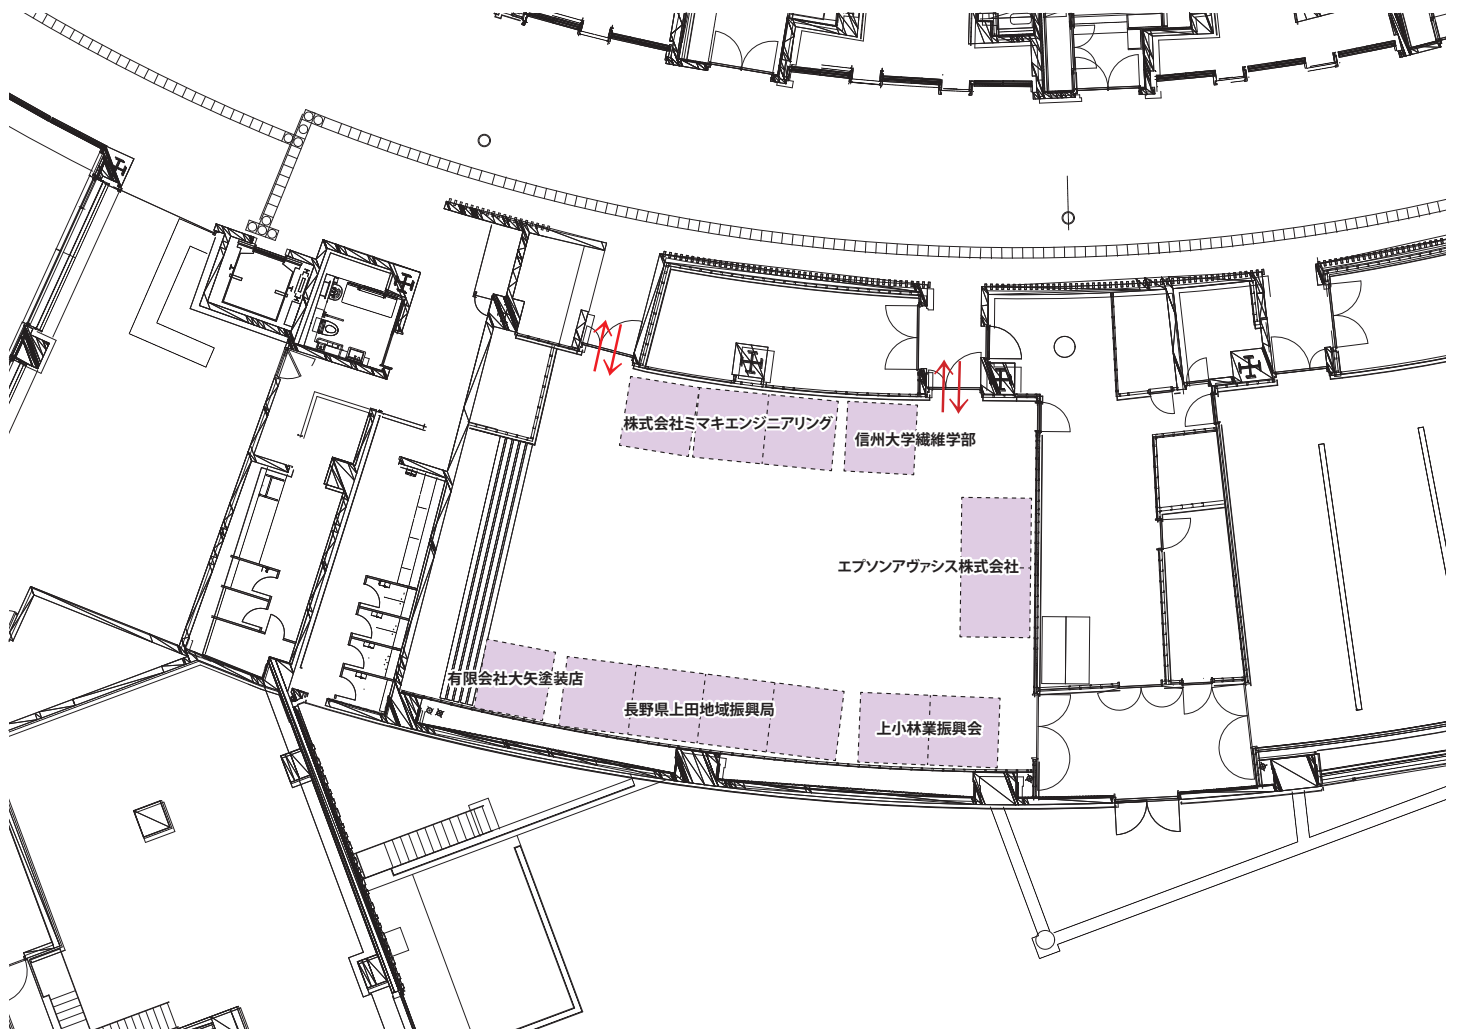 株式会社ミマキエンジニアリング
信州大学繊維学部
エプソンアヴァシス株式会社
有限会社大矢塗装店
長野県上田地域振興局
上小林業振興会